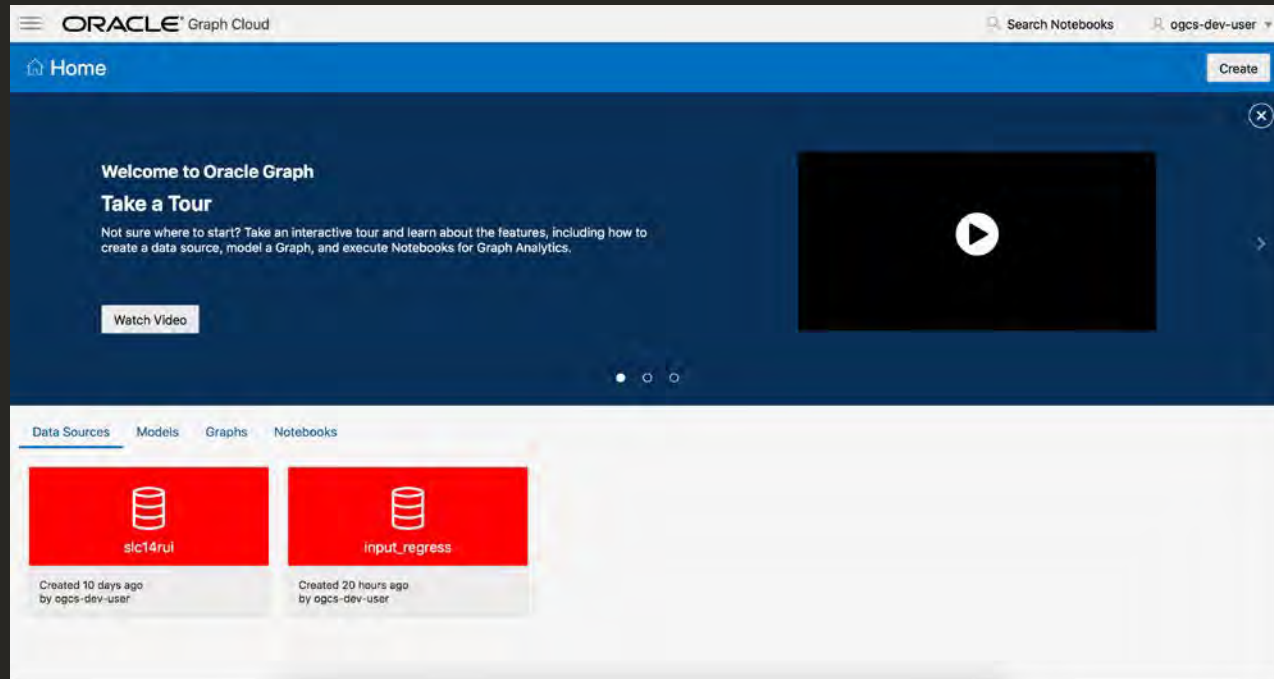 ORACLE® Graph Cloud
Search Notebooks
ogcs-dev-user
Home
Create
Welcome to Oracle Graph
Take a Tour
Not sure where to start? Take an interactive tour and learn about the features, including how to
create a data source, model a Graph, and execute Notebooks for Graph Analytics.
Watch Video
Data Sources Models Graphs Notebooks
slc14rui
input_regress
Created 10 days ago
by ogcs-dev-user
Created 20 hours ago
by ogcs-dev-user